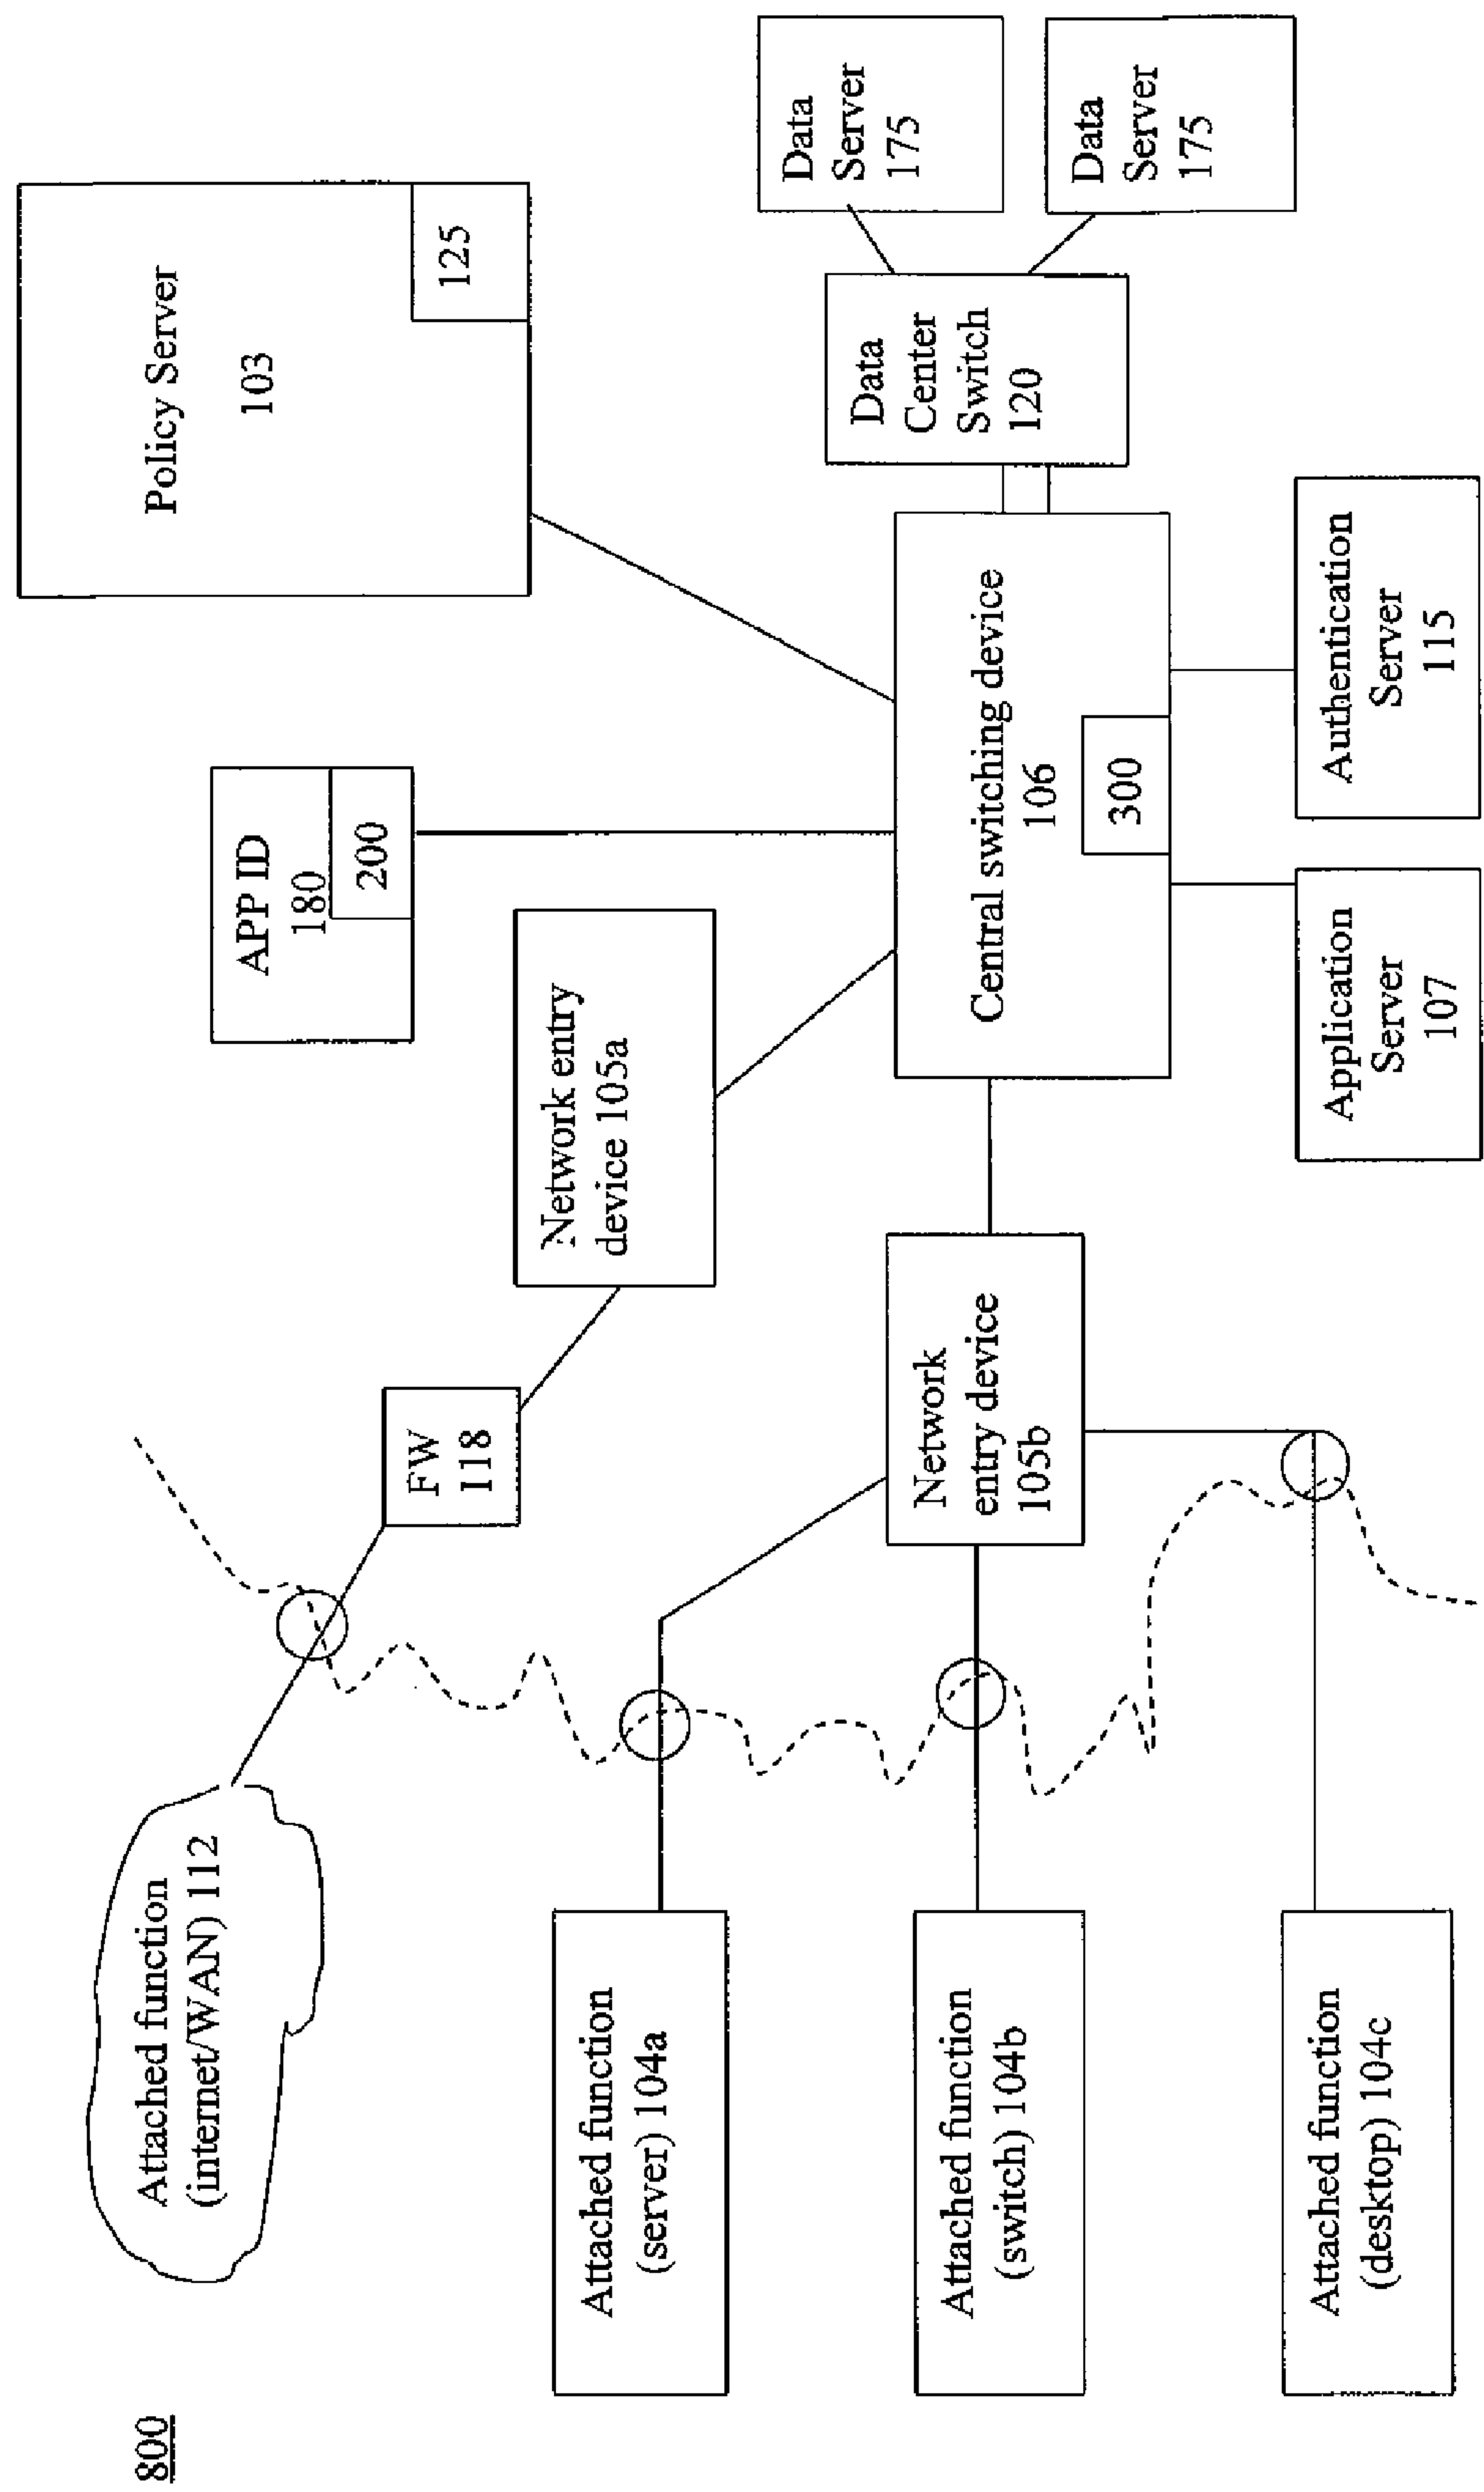 800
Attached function
(internet/WAN) 112
Attached function
(server) 104a
Attached function
(switch) 104b
Attached function
(desktop) 104c
FW
118
Network entry
device 105a
Network
entry device
105b
APP ID
180
200
Policy Server
103
125
Central switching device
106
300
Application
Server
107
Authentication
Server
115
Data
Center
Switch
120
Data
Server
175
Data
Server
175